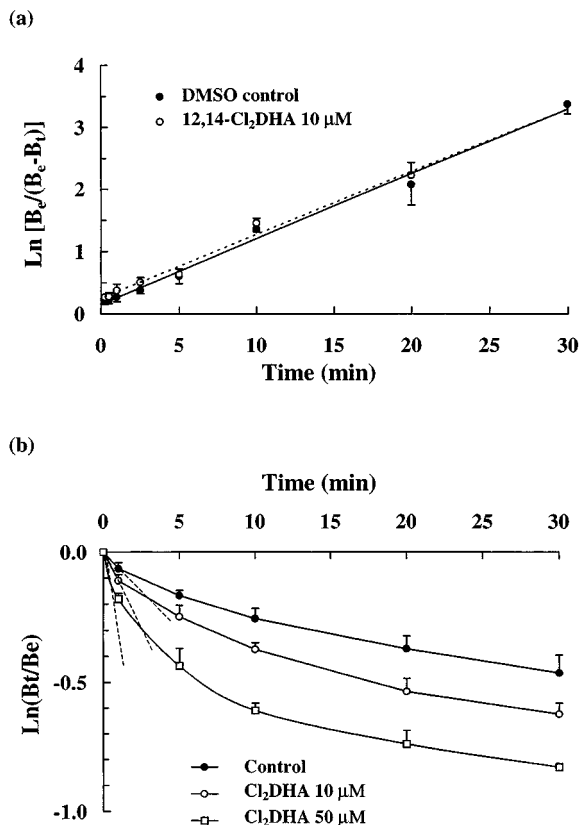 (a)
Ln [Be/(Be-Bt)]
4
3
2
1
0
DMSO control
12,14-Cl₂DHA 10 µM
0 5 10 15 20 25 30
Time (min)
(b)
Time (min)
0 5 10 15 20 25 30
Ln(Bt/Be)
0.0
-0.5
-1.0
Control
Cl₂DHA 10 µM
Cl₂DHA 50 µM